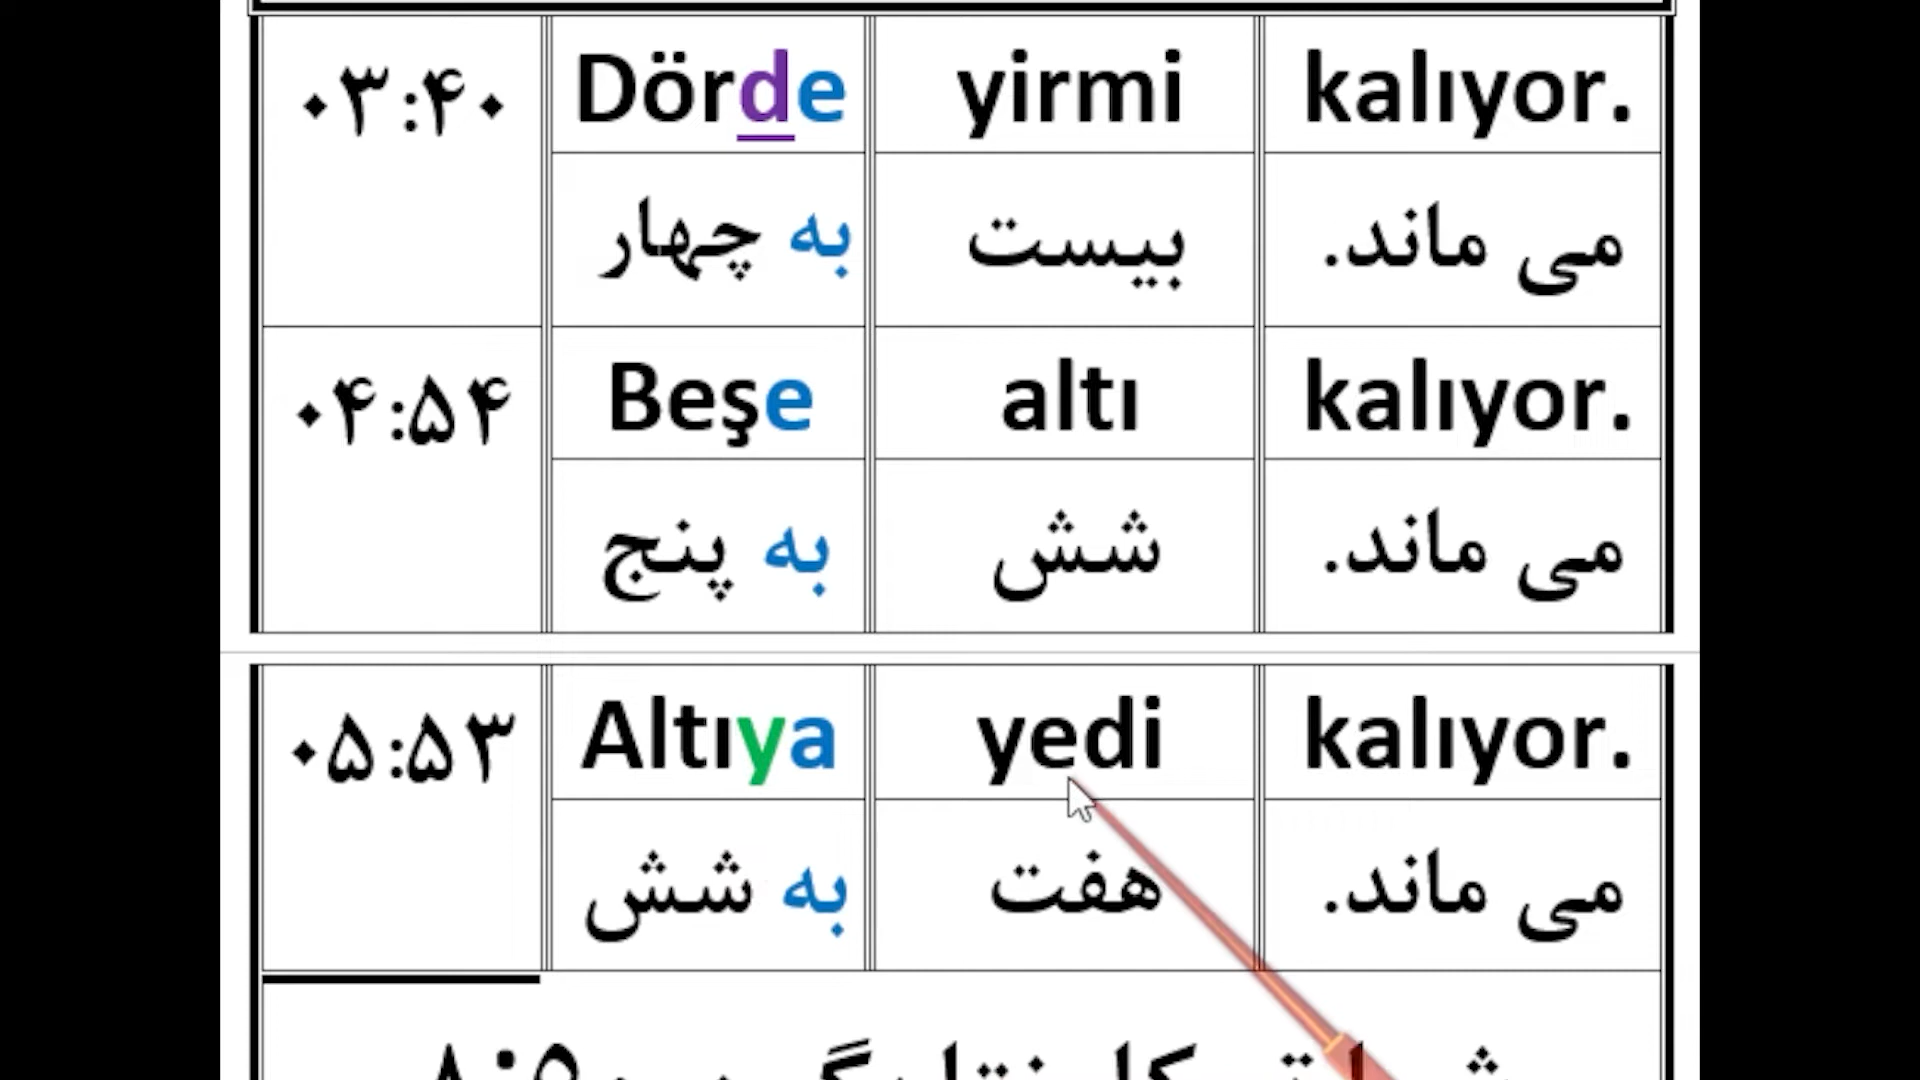 ۰۳:۴۰ Dörde yirmi kalıyor.
به چهار بیست می ماند.
۰۴:۵۴ Beşe altı kalıyor.
به پنج شش می ماند.
۰۵:۵۳ Altıya yedi kalıyor.
به شش هفت می ماند.